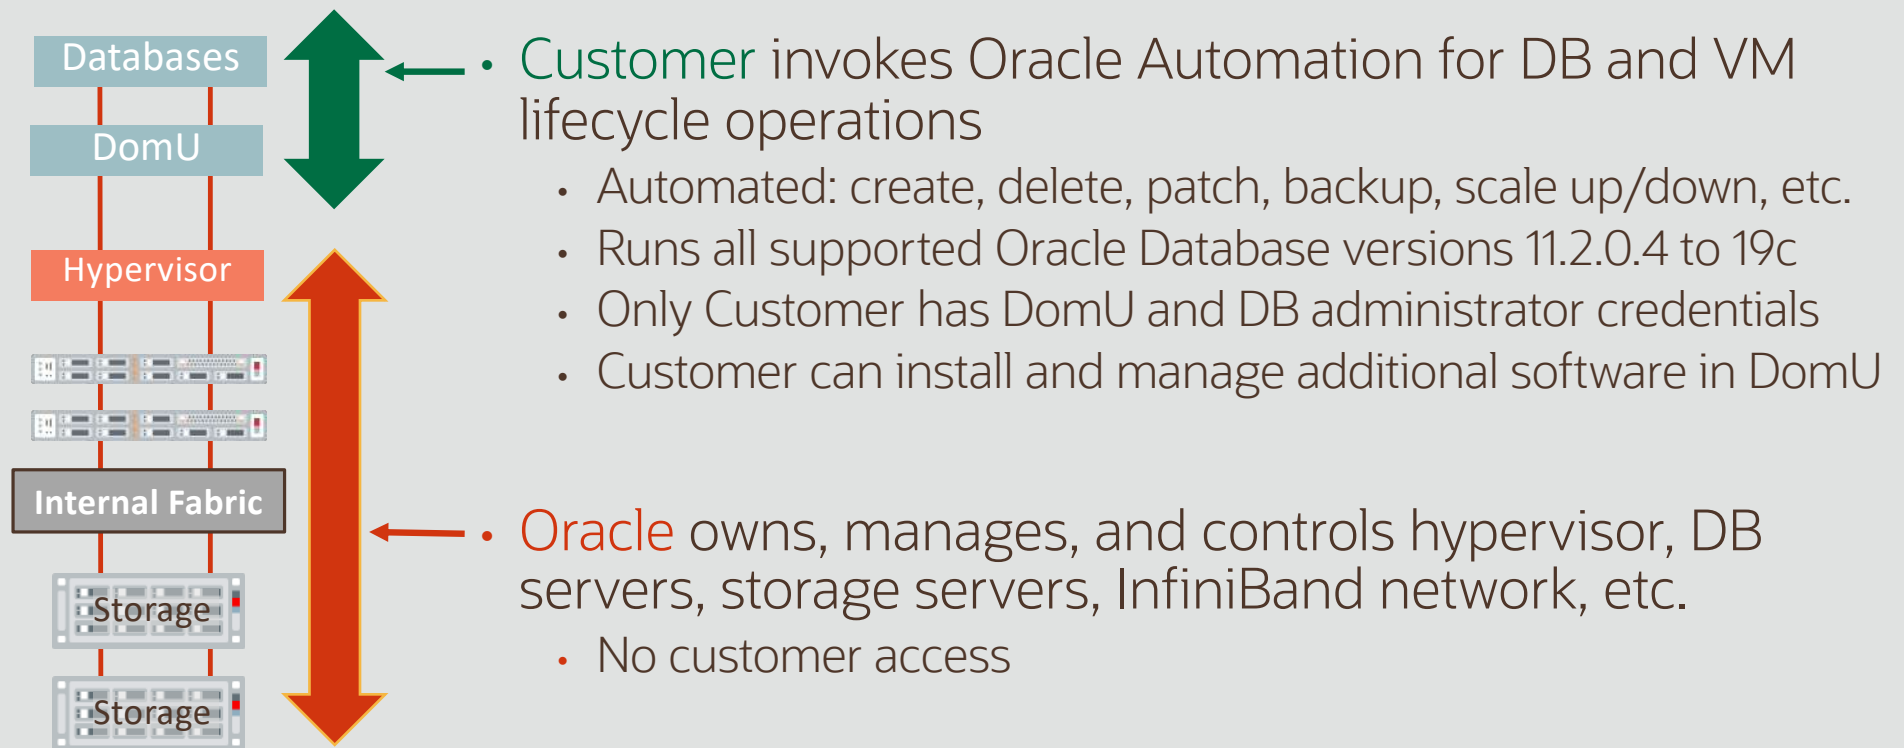 Databases
DomU
Hypervisor
Internal Fabric
Storage
Storage
• Customer invokes Oracle Automation for DB and VM
lifecycle operations
• Automated: create, delete, patch, backup, scale up/down, etc.
• Runs all supported Oracle Database versions 11.2.0.4 to 19c
• Only Customer has DomU and DB administrator credentials
• Customer can install and manage additional software in DomU
• Oracle owns, manages, and controls hypervisor, DB
servers, storage servers, InfiniBand network, etc.
• No customer access